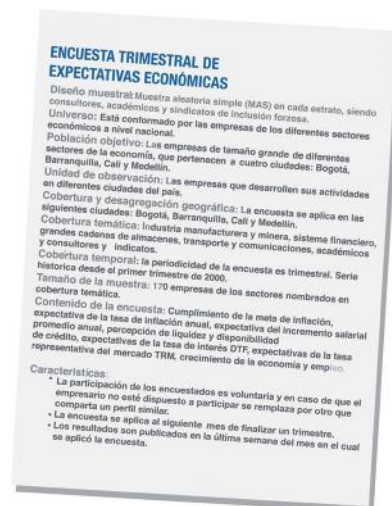 ENCUESTA TRIMESTRAL DE
EXPECTATIVAS ECONÓMICAS
Diseño muestral: Muestra aleatoria simple (MAS) en cada estrato, siendo
consultores, académicos y sindicatos de inclusión forzosa.
Universo: Está conformado por las empresas de los diferentes sectores
económicos a nivel nacional.
Población objetivo: Las empresas de tamaño grande de diferentes
sectores de la economía, que pertenecen a cuatro ciudades: Bogotá,
Barranquilla, Cali y Medellín.
Unidad de observación: Las empresas que desarrollen sus actividades
en diferentes ciudades del país.
Cobertura y desagregación geográfica: La encuesta se aplica en las
siguientes ciudades: Bogotá, Barranquilla, Cali y Medellín.
Cobertura temática: Industria manufacturera y minera, sistema financiero,
grandes cadenas de almacenes, transporte y comunicaciones, académicos
y consultores y indicatos.
Cobertura temporal: la periodicidad de la encuesta es trimestral. Serie
historica desde el primer trimestre de 2000.
Tamaño de la muestra: 170 empresas de los sectores nombrados en
cobertura temática.
Contenido de la encuesta: Cumplimiento de la meta de inflación,
expectativa de la tasa de inflación anual, expectativa del incremento salarial
promedio anual, percepción de liquidez y disponibilidad
de crédito, expectativas de la tasa de interés DTF, expectativas de la tasa
representativa del mercado TRM, crecimiento de la economía y empleo.
Características:
• La participación de los encuestados es voluntaria y en caso de que el
empresario no esté dispuesto a participar se remplaza por otro que
comparta un perfil similar.
• La encuesta se aplica al siguiente mes de finalizar un trimestre.
• Los resultados son publicados en la última semana del mes en el cual
se aplicó la encuesta.